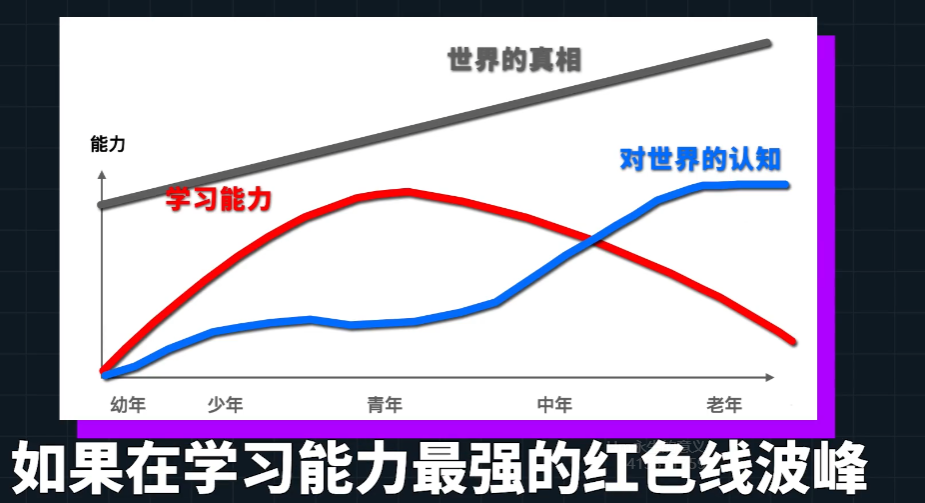 世界的真相
能力
对世界的认知
学习能力
幼年 少年 青年 中年 老年
如果在学习能力最强的红色线波峰